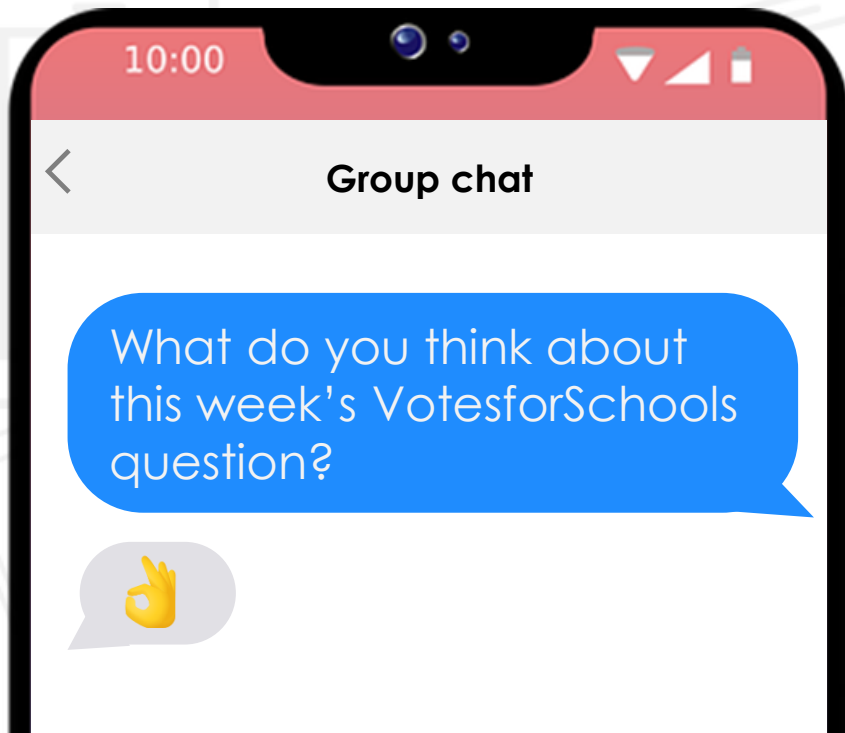 10:00
Group chat
What do you think about
this week’s VotesforSchools
question?
👌